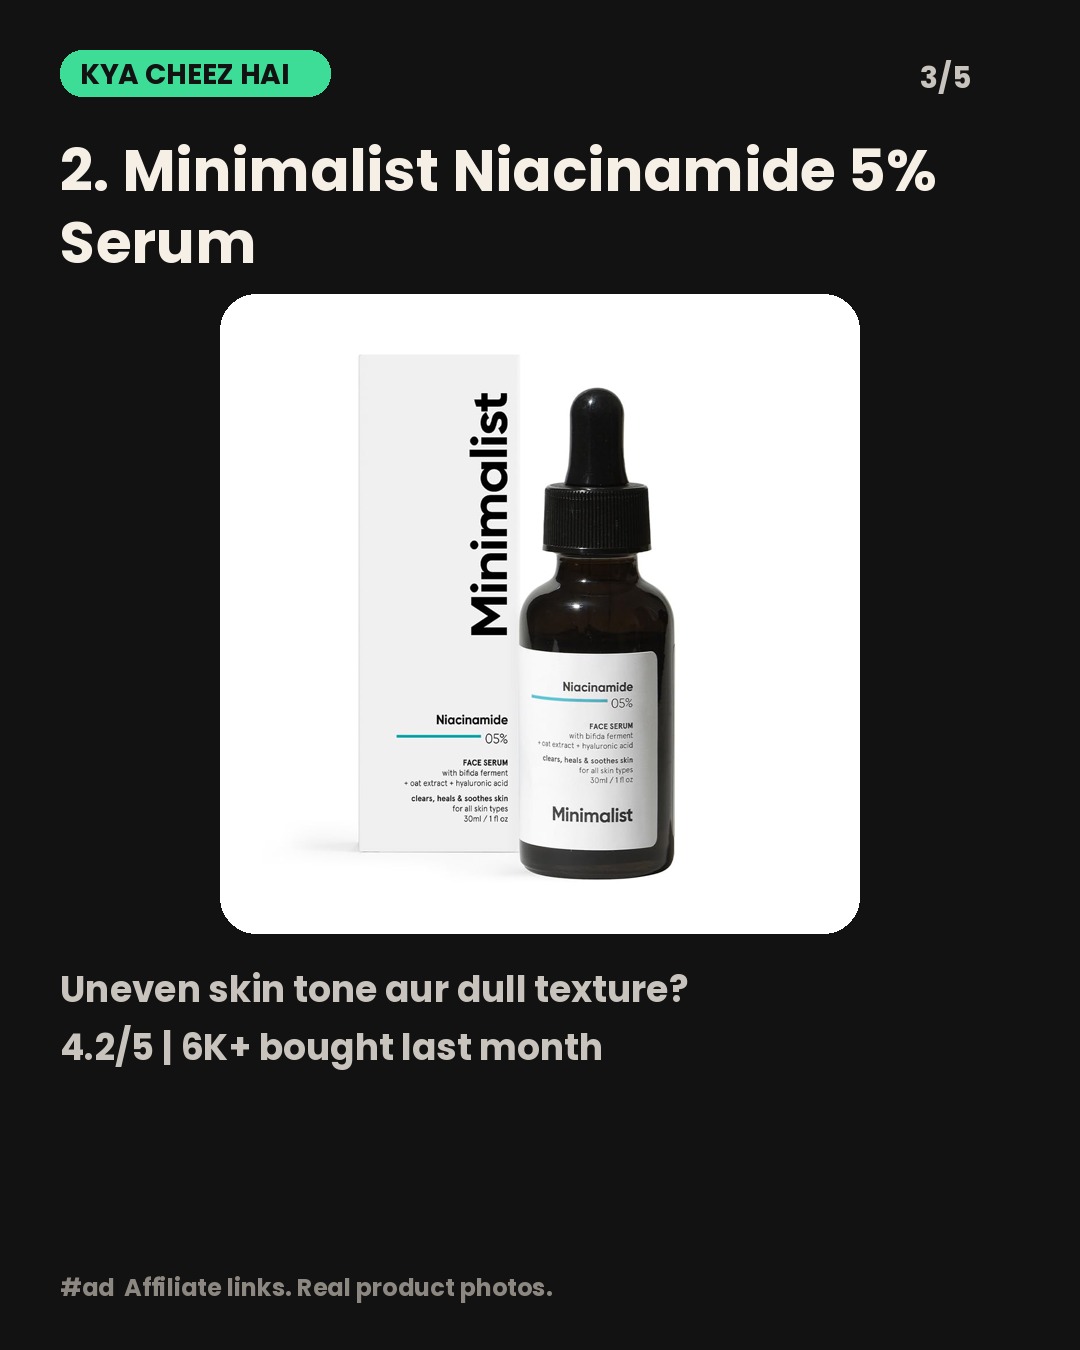 KYA CHEEZ HAI
3/5
2. Minimalist Niacinamide 5%
Serum
Minimalist
Niacinamide
05%
FACE SERUM
with bifida ferment
+ oat extract + hyaluronic acid
clears, heals & soothes skin
for all skin types
30ml / 1 fl oz
Niacinamide
05%
FACE SERUM
with bifida ferment
+ oat extract + hyaluronic acid
clears, heals & soothes skin
for all skin types
30ml / 1 fl oz
Minimalist
Uneven skin tone aur dull texture?
4.2/5 | 6K+ bought last month
#ad Affiliate links. Real product photos.